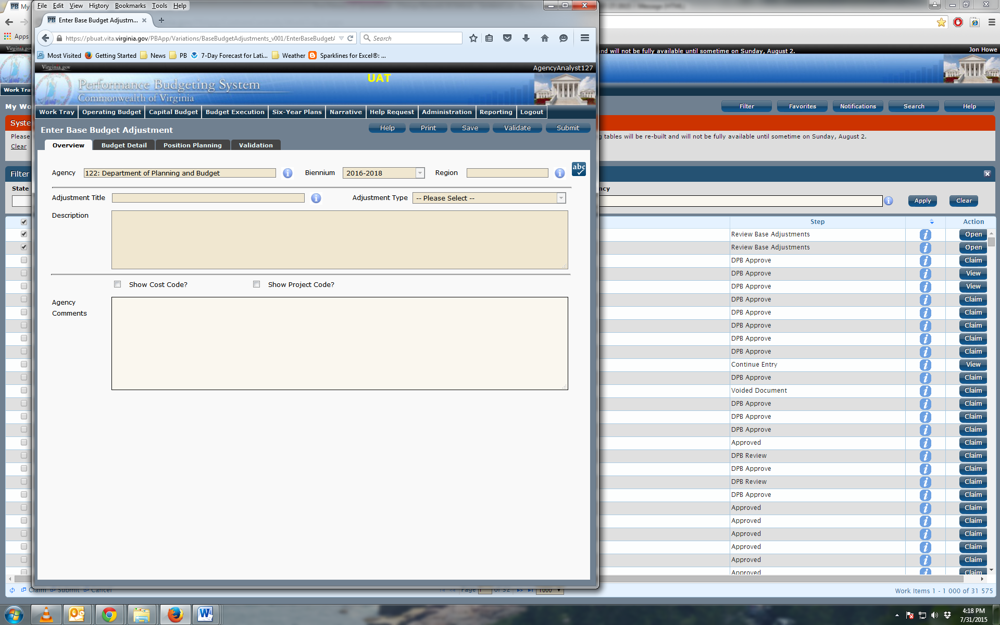 File Edit View History Bookmarks Tools Help
PB My
PB Enter Base Budget Adjustm...
https://pbuat.vita.virginia.gov/PBApp/Variations/BaseBudgetAdjustments_v001/EnterBaseBudgetA
Search
Apps
Most Visited Getting Started News PB 7-Day Forecast for Lati... Weather Sparklines for Excel®: ...
Virginia.gov
AgencyAnalyst127
nd will not be fully available until sometime on Sunday, August 2.
Jon Howe
UAT
Performance Budgeting System
Commonwealth of Virginia
Work Tra
Work Tray Operating Budget Capital Budget Budget Execution Six-Year Plans Narrative Help Request Administration Reporting Logout
My Wo
Filter Favorites Notifications Search Help
Enter Base Budget Adjustment
Help Print Save Validate Submit
Syste
Please
g tables will be re-built and will not be fully available until sometime on Sunday, August 2.
Clear
Overview Budget Detail Position Planning Validation
Filter
Agency 122: Department of Planning and Budget Biennium 2016-2018 Region
abc
State
ncy
Adjustment Title Adjustment Type -- Please Select --
Apply Clear
Description
Step Action
Review Base Adjustments Open
Review Base Adjustments Open
DPB Approve Claim
DPB Approve View
Show Cost Code? Show Project Code?
DPB Approve View
Agency
Comments
DPB Approve Claim
DPB Approve Claim
DPB Approve Claim
DPB Approve Claim
DPB Approve Claim
Continue Entry View
DPB Approve Claim
Voided Document Claim
DPB Approve Claim
DPB Approve Claim
DPB Approve Claim
Approved Claim
DPB Review Claim
DPB Approve Claim
DPB Review Claim
DPB Approve Claim
Approved Claim
Approved Claim
Approved Claim
Approved Claim
Approved Claim
Approved Claim
Claim Submit Cancel
Page of 32 1000
Work Items 1 - 1 000 of 31 575
4:18 PM
7/31/2015